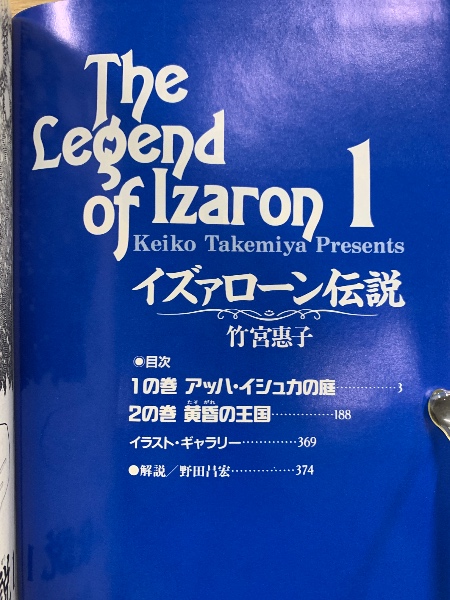 The
Legend
of Izaron 1
Keiko Takemiya Presents
イズァローン伝説
竹宮惠子
◉目次
1の巻 アッハ・イシュカの庭…………3
たそがれ
2の巻 黄昏の王国…………188
イラスト・ギャラリー…………369
●解説／野田昌宏…………374